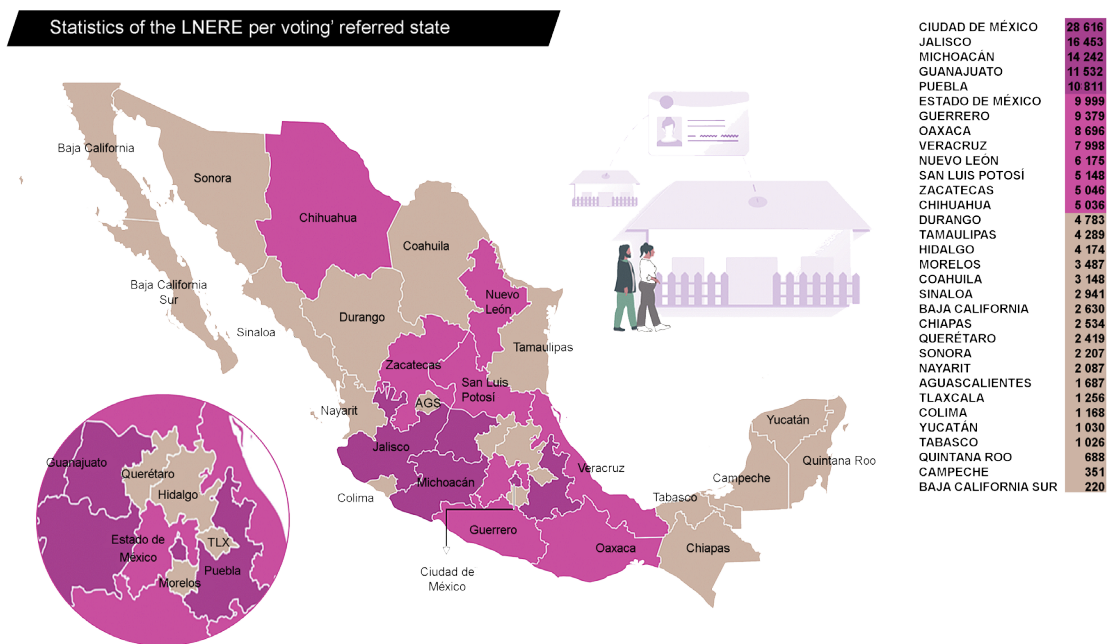 Statistics of the LNERE per voting' referred state
CIUDAD DE MÉXICO 28 616
JALISCO 16 453
MICHOACÁN 14 242
GUANAJUATO 11 532
PUEBLA 10 811
ESTADO DE MÉXICO 9 999
GUERRERO 9 379
OAXACA 8 696
VERACRUZ 7 998
NUEVO LEÓN 6 175
SAN LUIS POTOSÍ 5 148
ZACATECAS 5 046
CHIHUAHUA 5 036
DURANGO 4 783
TAMAULIPAS 4 289
HIDALGO 4 174
MORELOS 3 487
COAHUILA 3 148
SINALOA 2 941
BAJA CALIFORNIA 2 630
CHIAPAS 2 534
QUERÉTARO 2 419
SONORA 2 207
NAYARIT 2 087
AGUASCALIENTES 1 687
TLAXCALA 1 256
COLIMA 1 168
YUCATÁN 1 030
TABASCO 1 026
QUINTANA ROO 688
CAMPECHE 351
BAJA CALIFORNIA SUR 220
Baja California
Sonora
Chihuahua
Coahuila
Baja California
Sur
Nuevo
León
Durango
Sinaloa
Tamaulipas
Zacatecas
San Luis
Potosí
AGS
Nayarit
Yucatán
Jalisco
Quintana Roo
Veracruz
Campeche
Michoacán
Colima
Tabasco
Guerrero
Oaxaca
Chiapas
Ciudad de
México
Guanajuato
Querétaro
Hidalgo
Estado de
México
TLX
Puebla
Morelos